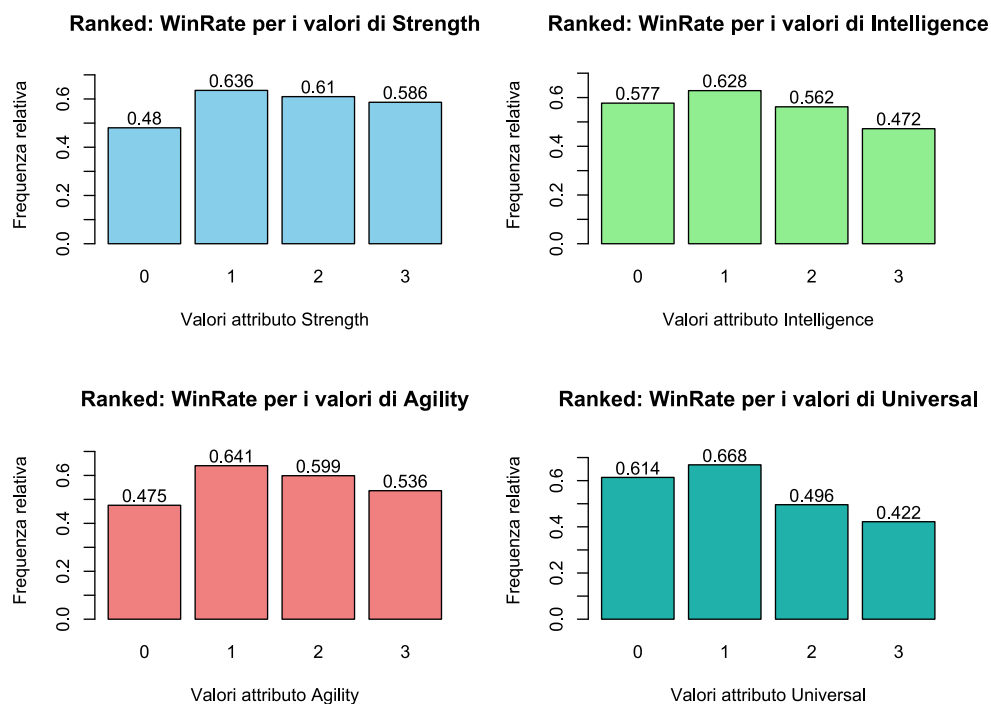 Ranked: WinRate per i valori di Strength
Frequenza relativa
0.0 0.2 0.4 0.6
0.48 0.636 0.61 0.586
0 1 2 3
Valori attributo Strength
Ranked: WinRate per i valori di Intelligence
Frequenza relativa
0.0 0.2 0.4 0.6
0.577 0.628 0.562 0.472
0 1 2 3
Valori attributo Intelligence
Ranked: WinRate per i valori di Agility
Frequenza relativa
0.0 0.2 0.4 0.6
0.475 0.641 0.599 0.536
0 1 2 3
Valori attributo Agility
Ranked: WinRate per i valori di Universal
Frequenza relativa
0.0 0.2 0.4 0.6
0.614 0.668 0.496 0.422
0 1 2 3
Valori attributo Universal